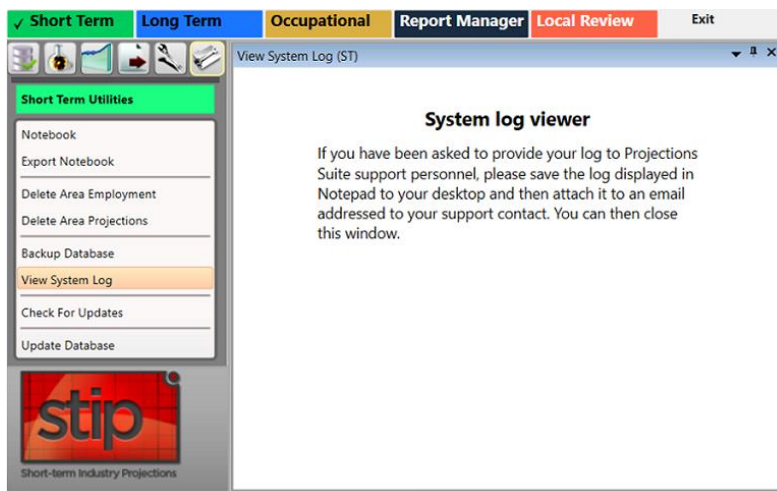 ✓ Short Term Long Term Occupational Report Manager Local Review Exit
View System Log (ST)
Short Term Utilities
Notebook
Export Notebook
Delete Area Employment
Delete Area Projections
Backup Database
View System Log
Check For Updates
Update Database
stip
Short-term Industry Projections
System log viewer
If you have been asked to provide your log to Projections
Suite support personnel, please save the log displayed in
Notepad to your desktop and then attach it to an email
addressed to your support contact. You can then close
this window.